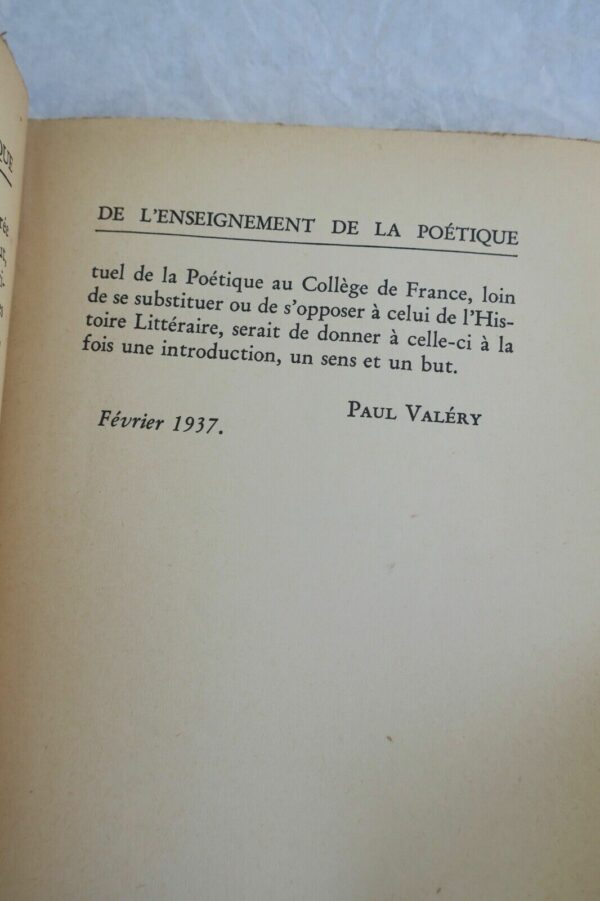 DE L'ENSEIGNEMENT DE LA POÉTIQUE
tuel de la Poétique au Collège de France, loin
de se substituer ou de s'opposer à celui de l'His-
toire Littéraire, serait de donner à celle-ci à la
fois une introduction, un sens et un but.
Février 1937.
PAUL VALÉRY